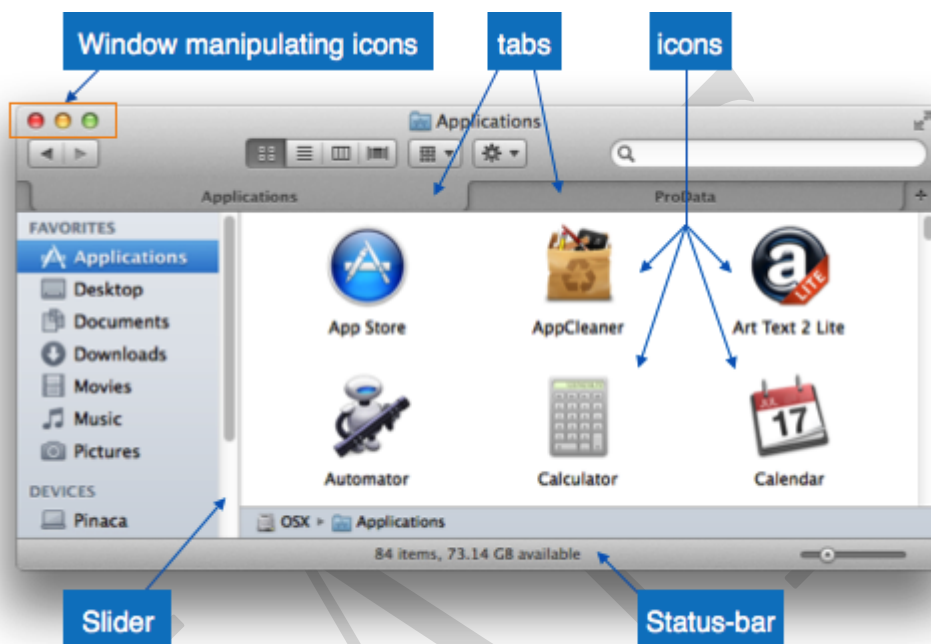 Window manipulating icons
tabs
icons
Applications
Applications
ProData
FAVORITES
Applications
Desktop
Documents
Downloads
Movies
Music
Pictures
DEVICES
Pinaca
App Store
AppCleaner
a
LITE
Art Text 2 Lite
Automator
Calculator
JUL
17
Calendar
OSX ▸ Applications
84 items, 73.14 GB available
Slider
Status-bar